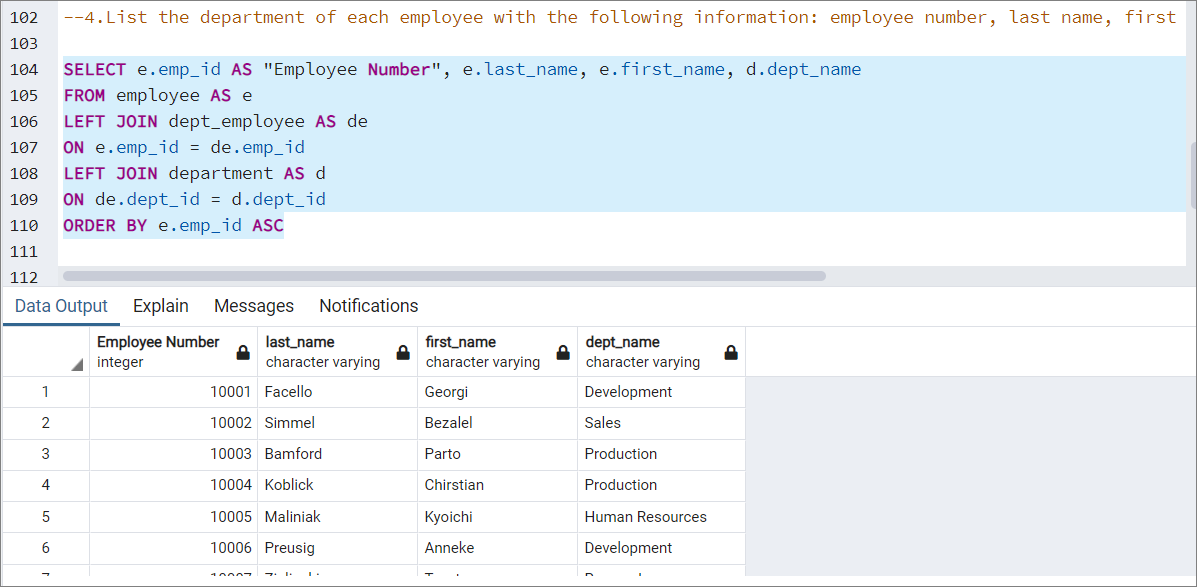 102 --4.List the department of each employee with the following information: employee number, last name, first
103
104 SELECT e.emp_id AS "Employee Number", e.last_name, e.first_name, d.dept_name
105 FROM employee AS e
106 LEFT JOIN dept_employee AS de
107 ON e.emp_id = de.emp_id
108 LEFT JOIN department AS d
109 ON de.dept_id = d.dept_id
110 ORDER BY e.emp_id ASC
111
112
Data Output Explain Messages Notifications
Employee Number last_name first_name dept_name
integer character varying character varying character varying
1 10001 Facello Georgi Development
2 10002 Simmel Bezalel Sales
3 10003 Bamford Parto Production
4 10004 Koblick Chirstian Production
5 10005 Maliniak Kyoichi Human Resources
6 10006 Preusig Anneke Development